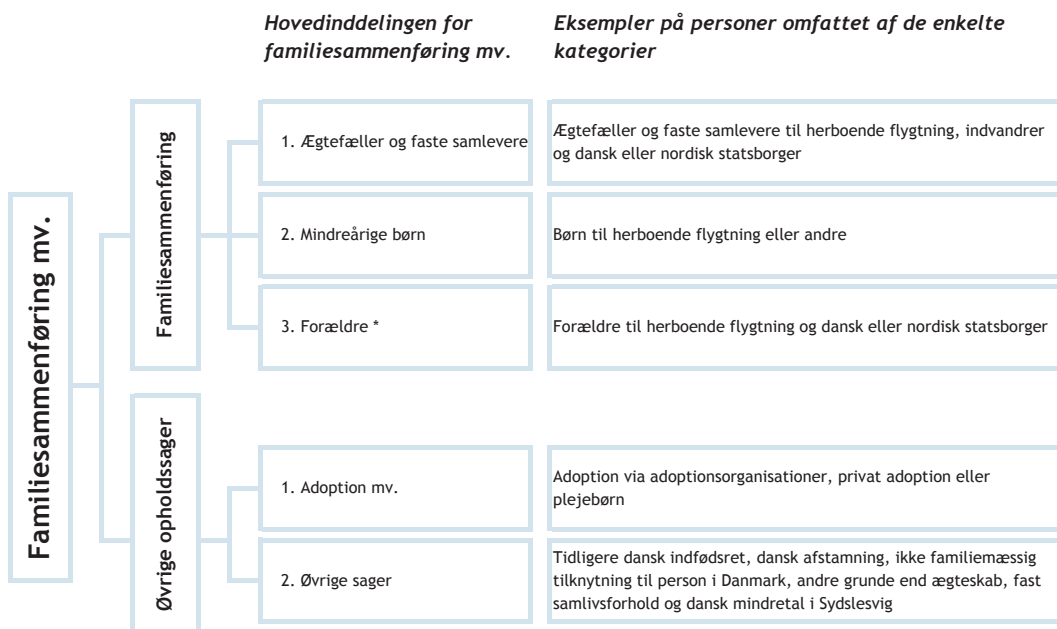 Hovedinddelingen for
familiesammenføring mv.
Eksempler på personer omfattet af de enkelte
kategorier
Familiesammenføring mv.
Familiesammenføring
1. Ægtefæller og faste samlevere
Ægtefæller og faste samlevere til herboende flygtning, indvandrer
og dansk eller nordisk statsborger
2. Mindreårige børn
Børn til herboende flygtning eller andre
3. Forældre *
Forældre til herboende flygtning og dansk eller nordisk statsborger
Øvrige opholdssager
1. Adoption mv.
Adoption via adoptionsorganisationer, privat adoption eller
plejebørn
2. Øvrige sager
Tidligere dansk indfødsret, dansk afstamning, ikke familiemæssig
tilknytning til person i Danmark, andre grunde end ægteskab, fast
samlivsforhold og dansk mindretal i Sydslesvig